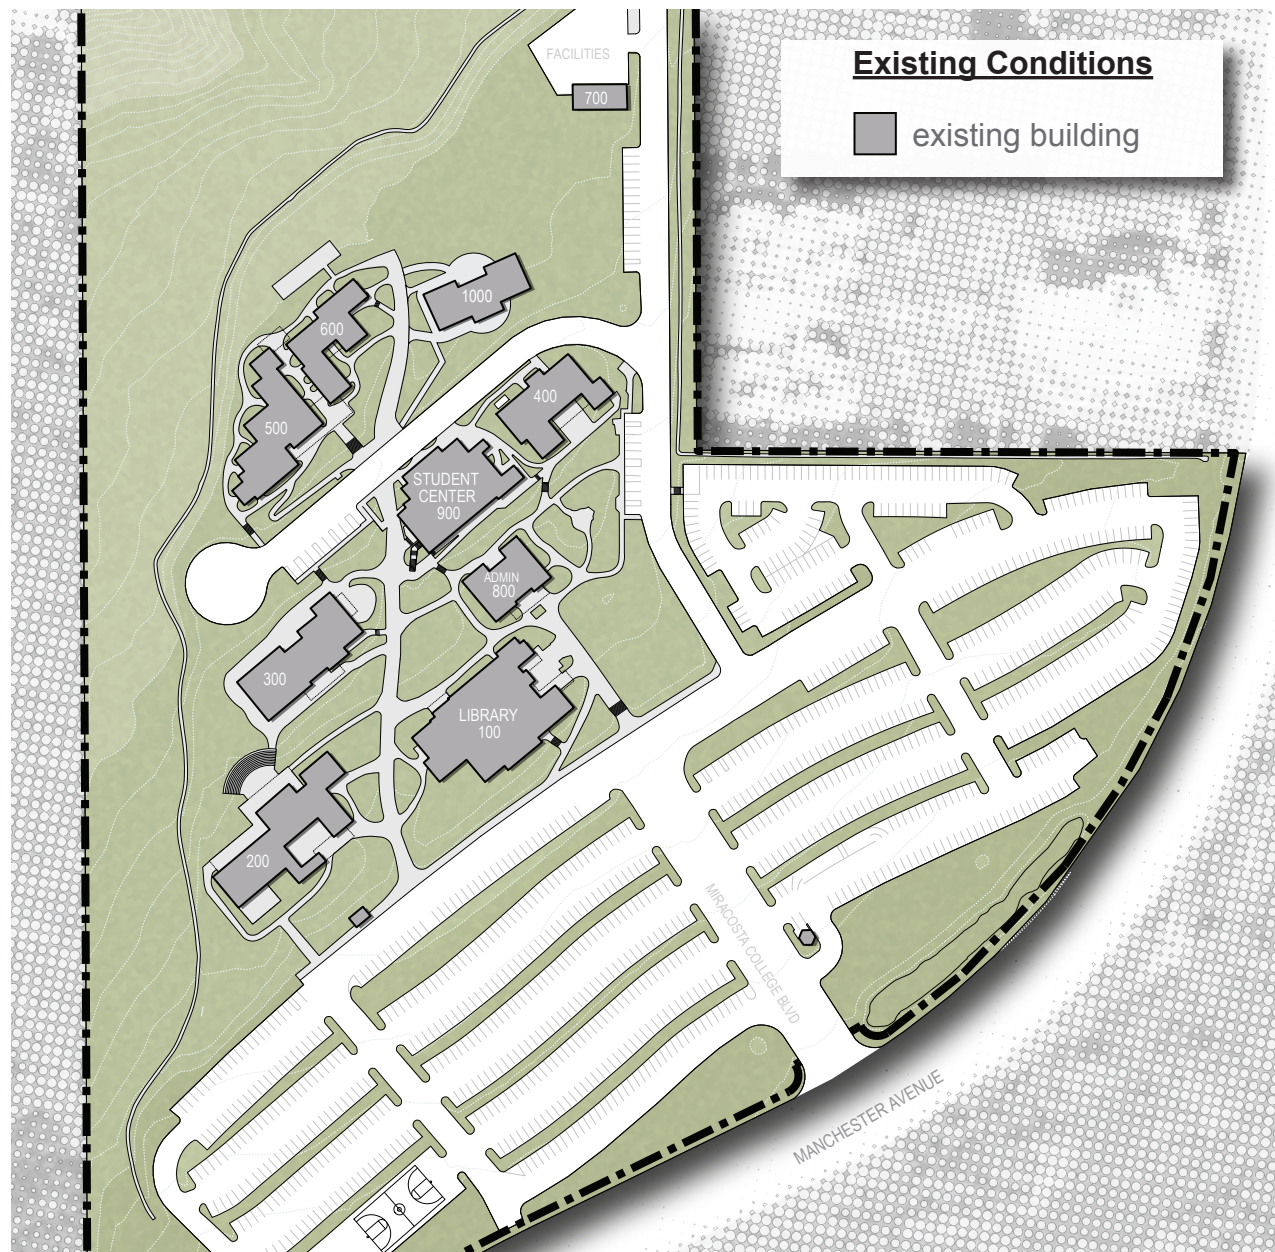 FACILITIES
700
Existing Conditions
existing building
1000
600
400
500
STUDENT
CENTER
900
ADMIN
800
300
LIBRARY
100
200
MIRACOSTA COLLEGE BLVD
MANCHESTER AVENUE